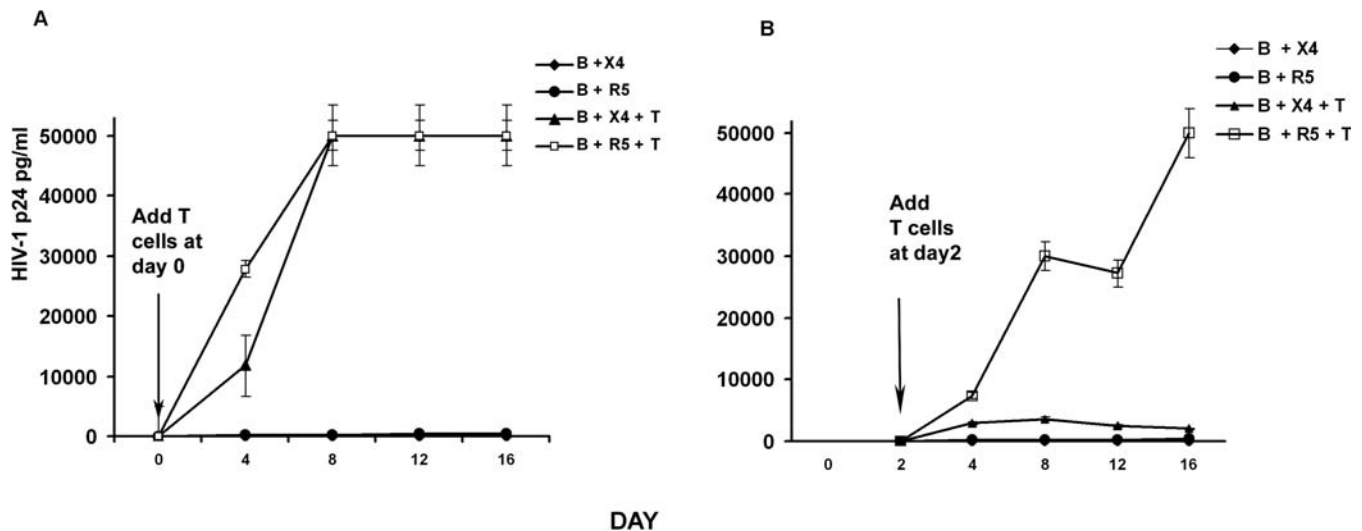 A
B +X4
B + R5
B + X4 + T
B + R5 + T
HIV-1 p24 pg/ml
50000
40000
30000
20000
10000
0
Add T
cells at
day 0
0 4 8 12 16
B
B + X4
B + R5
B + X4 + T
B + R5 + T
50000
40000
30000
20000
10000
0
Add
T cells
at day2
0 2 4 8 12 16
DAY